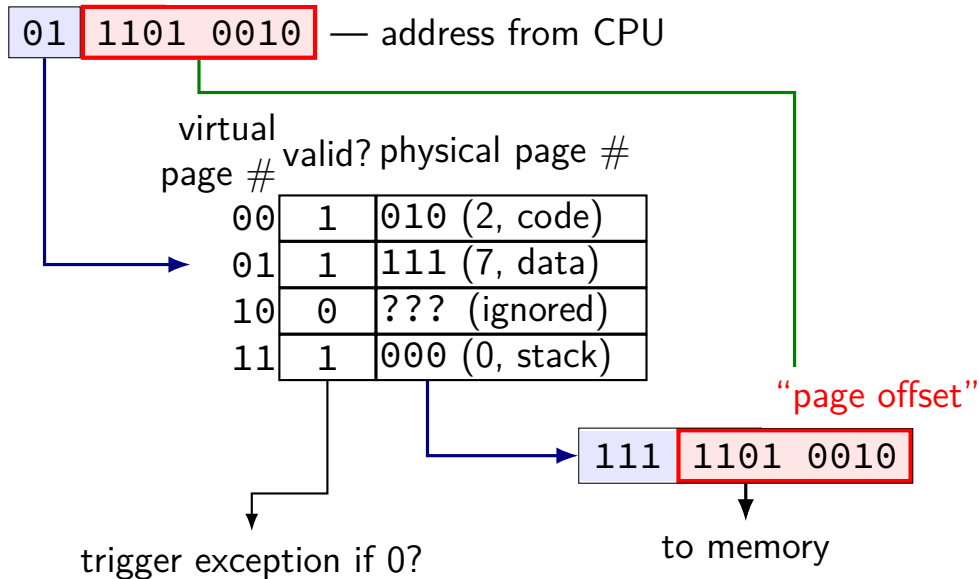 01 1101 0010 — address from CPU
virtual
page #
valid? physical page #
00 1 010 (2, code)
01 1 111 (7, data)
10 0 ??? (ignored)
11 1 000 (0, stack)
“page offset”
111 1101 0010
to memory
trigger exception if 0?